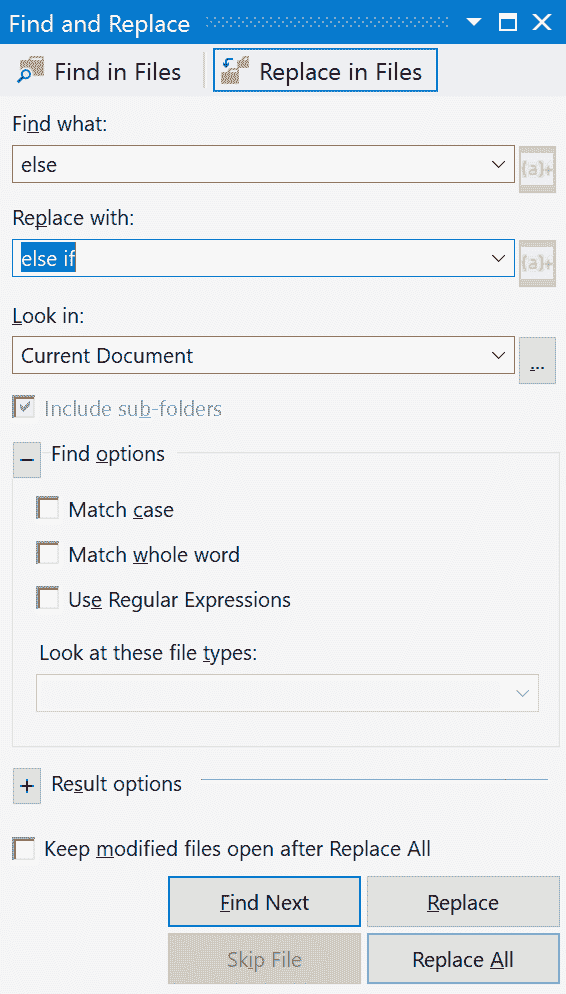 Find and Replace
Find in Files
Replace in Files
Find what:
else
{a}+
Replace with:
else if
{a}+
Look in:
Current Document
...
Include sub-folders
Find options
Match case
Match whole word
Use Regular Expressions
Look at these file types:
Result options
Keep modified files open after Replace All
Find Next
Replace
Skip File
Replace All